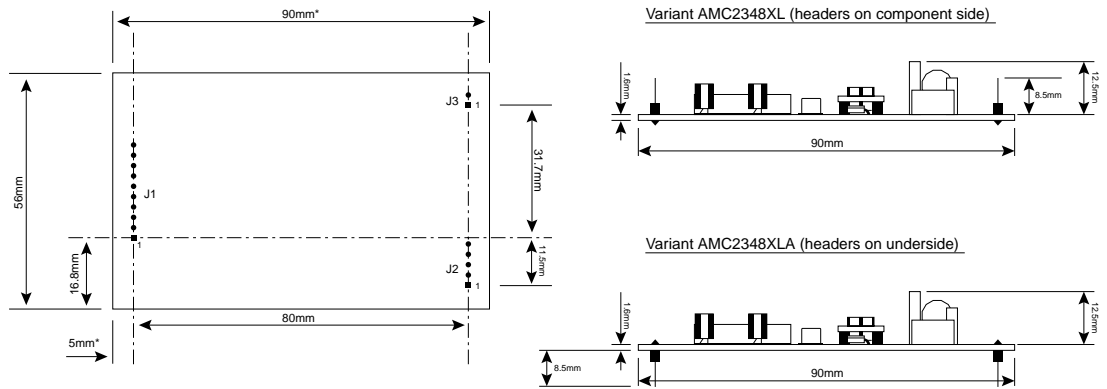 90mm*
56mm
J3
1
J1
1
31.7mm
J2
1
11.5mm
16.8mm
80mm
5mm*
Variant AMC2348XL (headers on component side)
1.6mm
8.5mm
12.5mm
90mm
Variant AMC2348XLA (headers on underside)
1.6mm
12.5mm
8.5mm
90mm